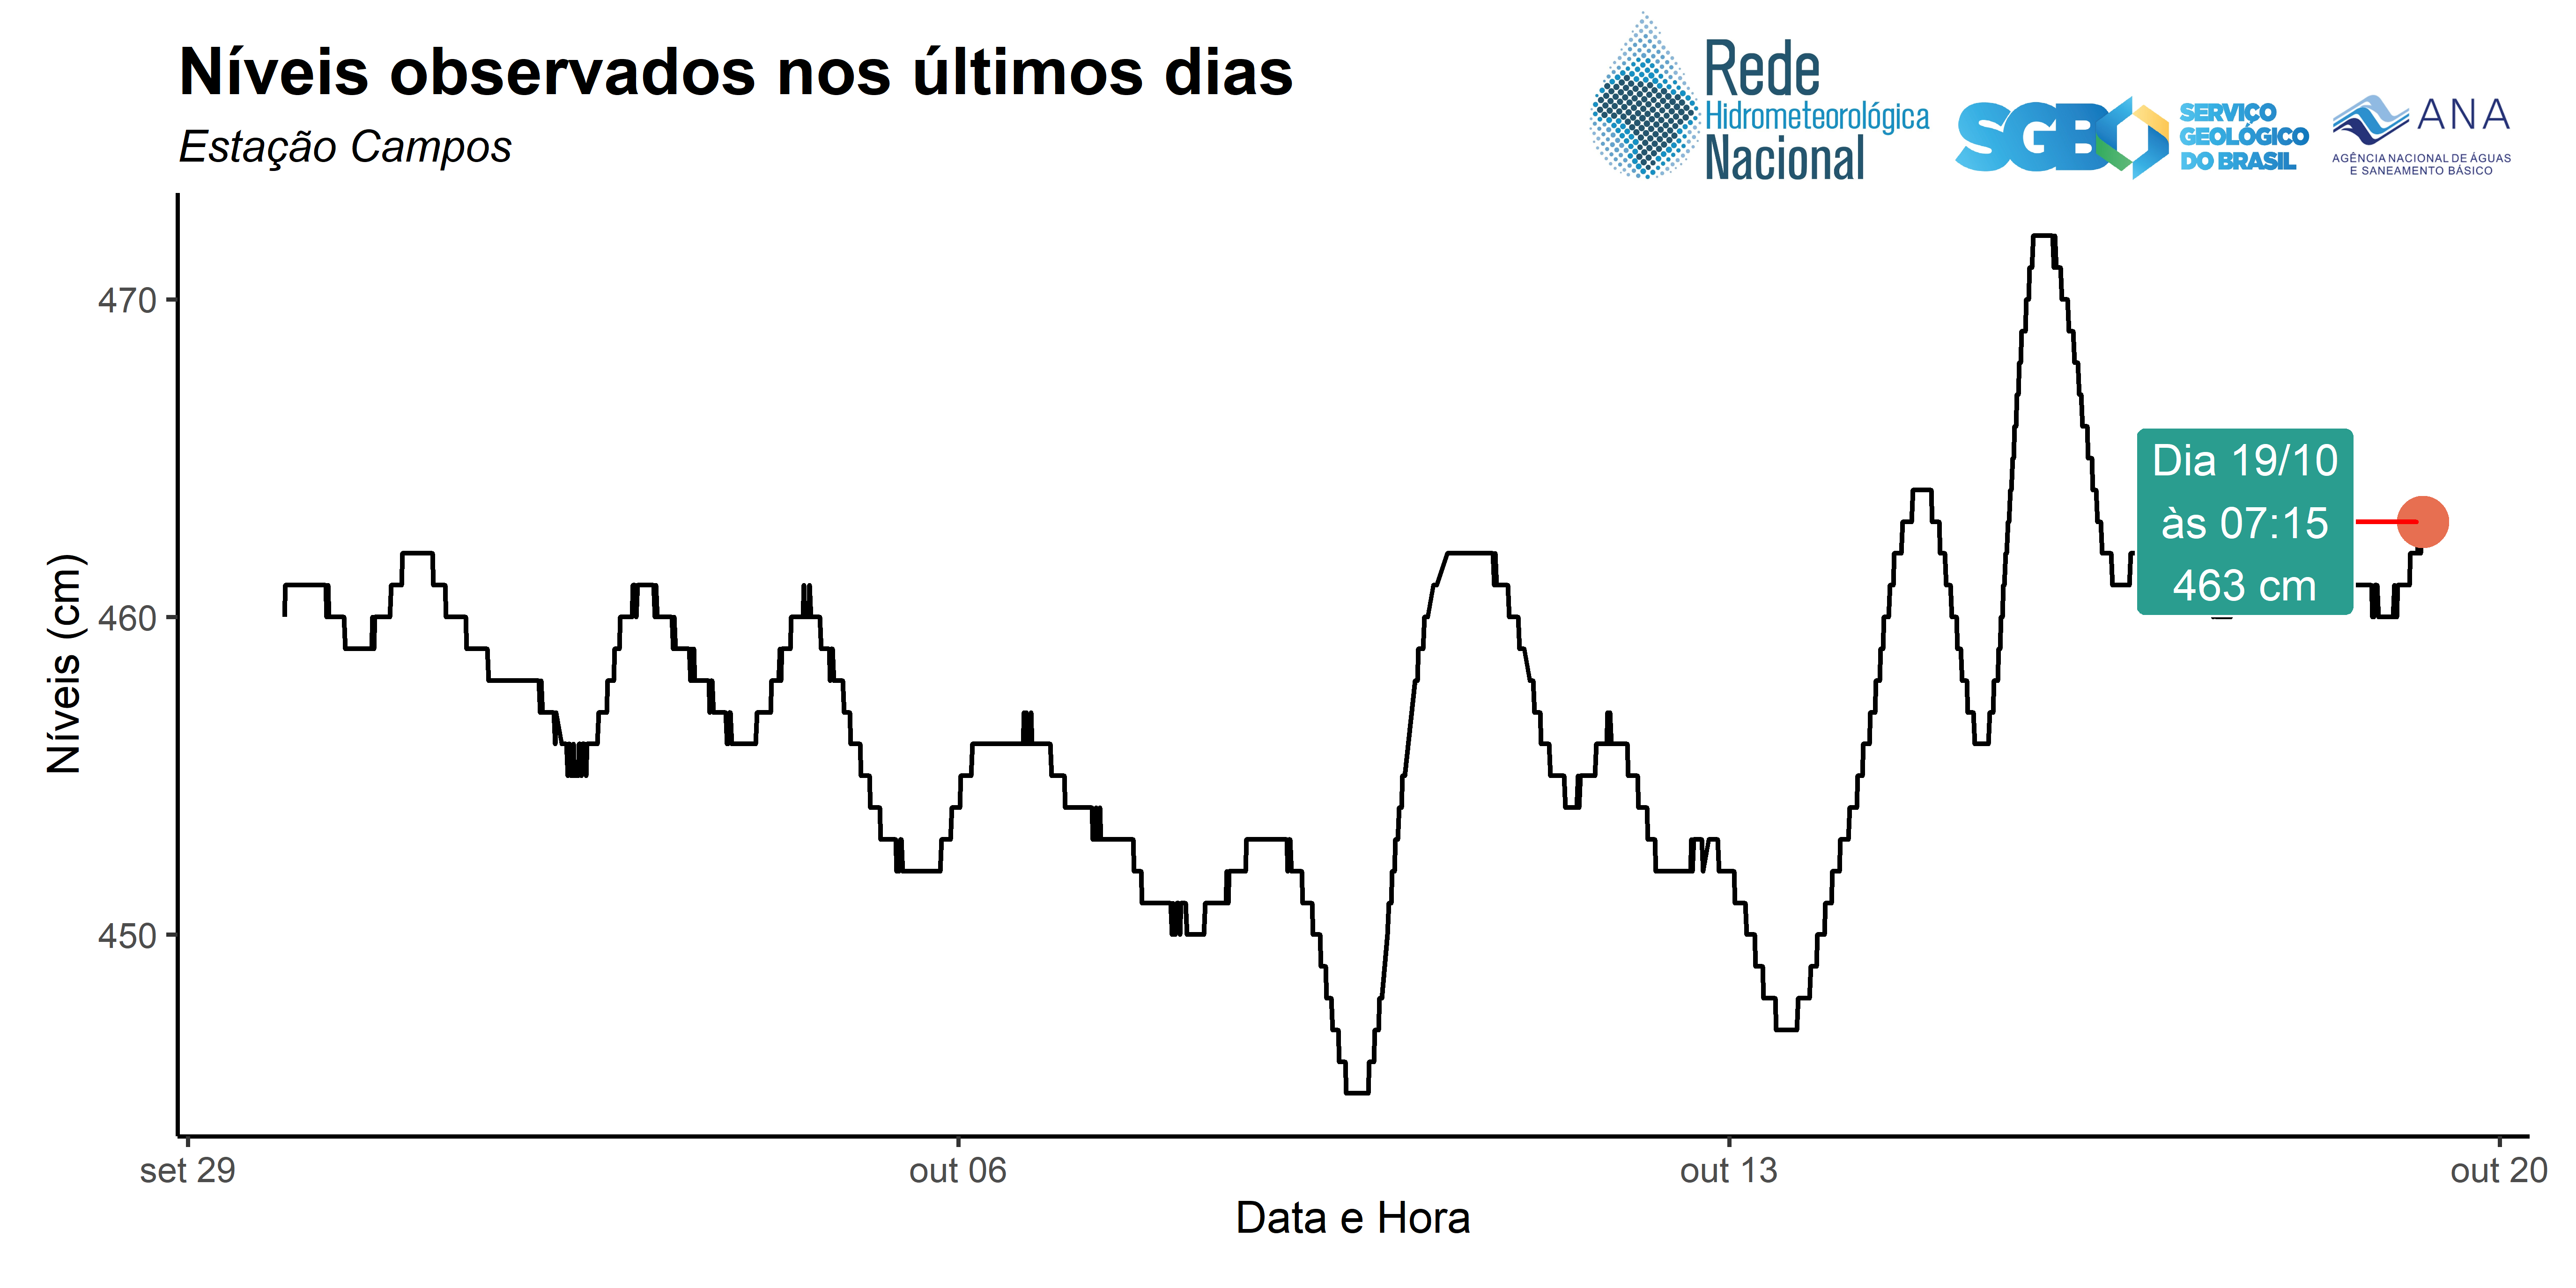 Níveis observados nos últimos dias
Estação Campos
Rede
Hidrometeorológica
Nacional
SGB
SERVIÇO
GEOLÓGICO
DO BRASIL
ANA
AGÊNCIA NACIONAL DE ÁGUAS
E SANEAMENTO BÁSICO
Níveis (cm)
470
460
450
Dia 19/10
às 07:15
463 cm
set 29
out 06
out 13
out 20
Data e Hora